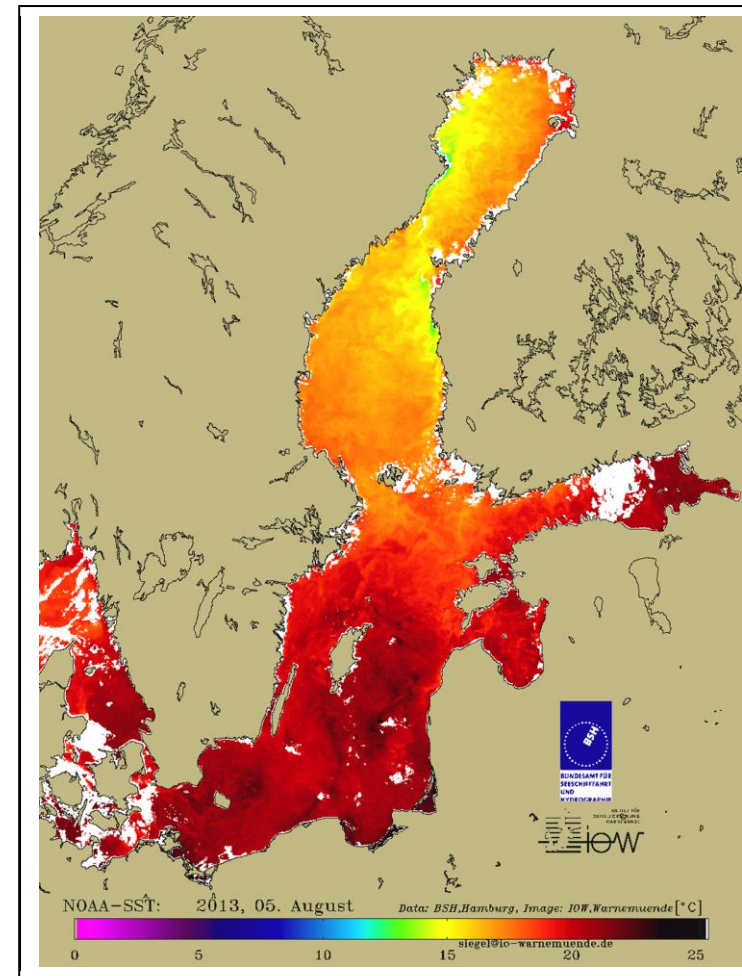 BSH
BUNDESAMT FÜR
SEESCHIFFFAHRT
UND
HYDROGRAPHIE
IOW
NOAA-SST: 2013, 05. August Data: BSH,Hamburg, Image: IOW,Warnemuende[°C]
siegel@io-warnemuende.de
0 5 10 15 20 25